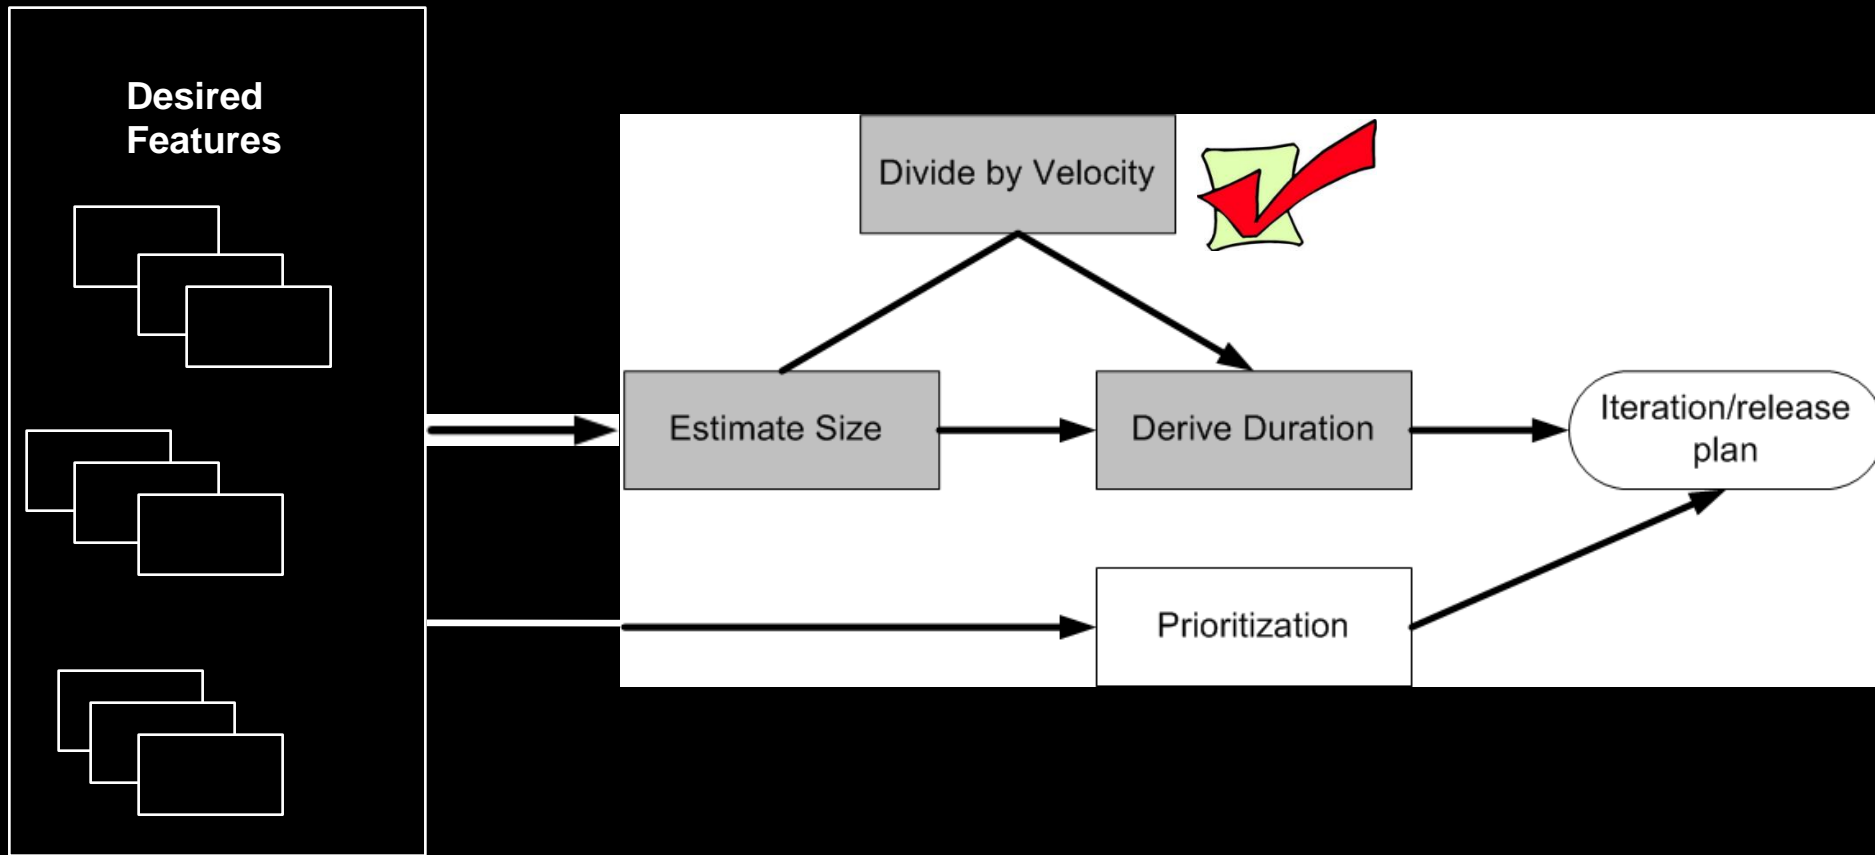 Desired
Features
Divide by Velocity
Estimate Size
Derive Duration
Iteration/release
plan
Prioritization